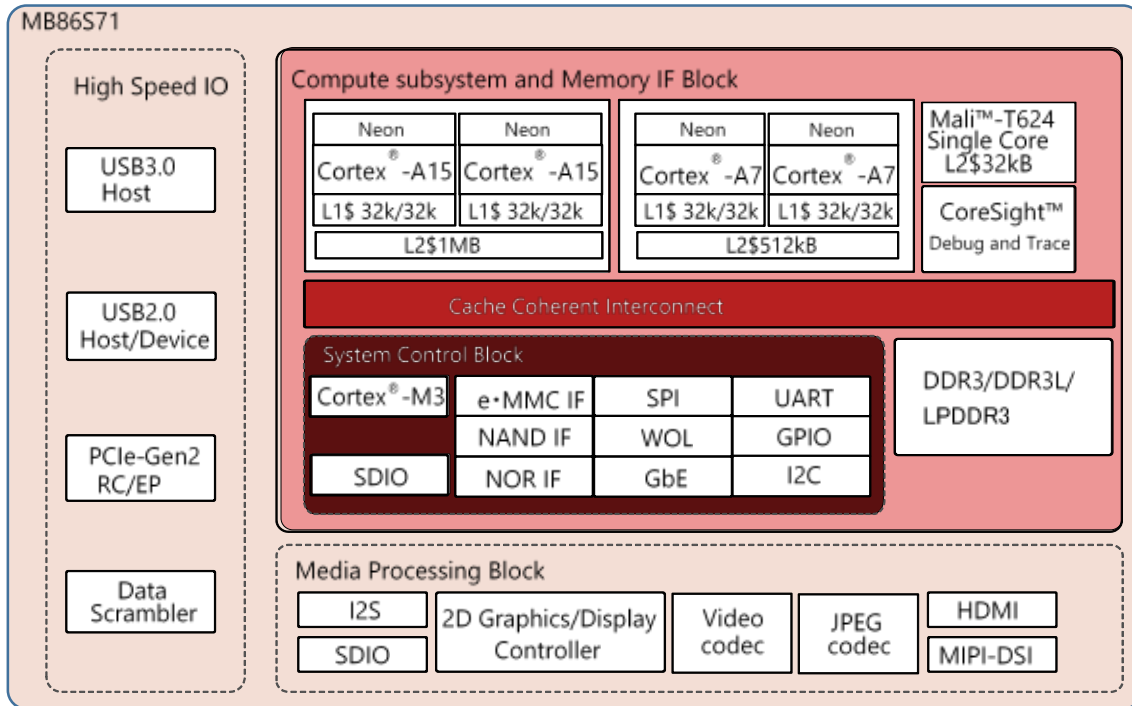 MB86S71
High Speed IO
USB3.0
Host
USB2.0
Host/Device
PCIe-Gen2
RC/EP
Data
Scrambler
Compute subsystem and Memory IF Block
Neon
Neon
Cortex®-A15
Cortex®-A15
L1$ 32k/32k
L1$ 32k/32k
L2$1MB
Neon
Neon
Cortex®-A7
Cortex®-A7
L1$ 32k/32k
L1$ 32k/32k
L2$512kB
Mali™-T624
Single Core
L2$32kB
CoreSight™
Debug and Trace
Cache Coherent Interconnect
System Control Block
Cortex®-M3
e・MMC IF
SPI
UART
NAND IF
WOL
GPIO
SDIO
NOR IF
GbE
I2C
DDR3/DDR3L/
LPDDR3
Media Processing Block
I2S
SDIO
2D Graphics/Display
Controller
Video
codec
JPEG
codec
HDMI
MIPI-DSI